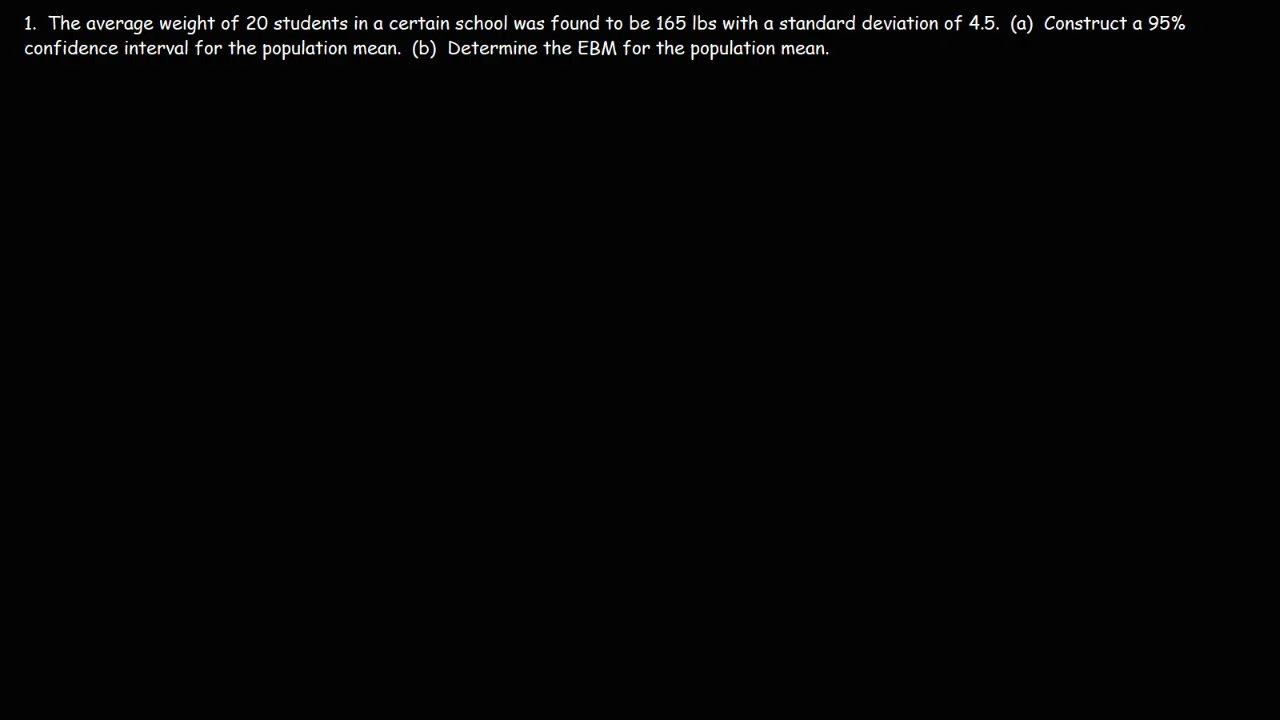 1.  The average weight of 20 students in a certain school was found to be 165 lbs with a standard deviation of 4.5.  (a)  Construct a 95%
confidence interval for the population mean.  (b)  Determine the EBM for the population mean.